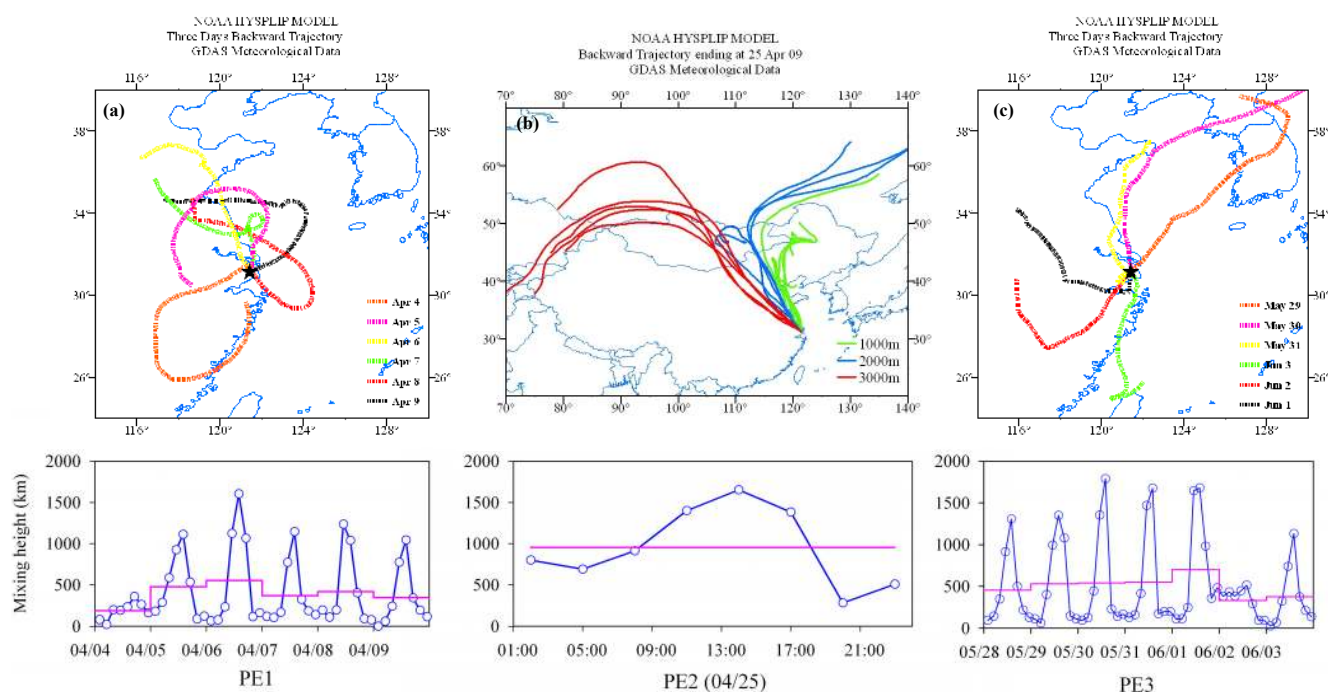 NOAA HYSPLIP MODEL
Three Days Backward Trajectory
GDAS Meteorological Data
116° 120° 124° 128°
(a)
38° 38°
34° 34°
30° 30°
26° 26°
Apr 4
Apr 5
Apr 6
Apr 7
Apr 8
Apr 9
116° 120° 124° 128°
NOAA HYSPLIP MODEL
Backward Trajectory ending at 25 Apr 09
GDAS Meteorological Data
70° 80° 90° 100° 110° 120° 130° 140°
(b)
60° 60°
50° 50°
40° 40°
30° 30°
1000m
2000m
3000m
70° 80° 90° 100° 110° 120° 130° 140°
NOAA HYSPLIP MODEL
Three Days Backward Trajectory
GDAS Meteorological Data
116° 120° 124° 128°
(c)
38° 38°
34° 34°
30° 30°
26° 26°
May 29
May 30
May 31
Jun 3
Jun 2
Jun 1
116° 120° 124° 128°
Mixing height (km)
2000
1500
1000
500
0
04/04 04/05 04/06 04/07 04/08 04/09
PE1
2000
1500
1000
500
0
01:00 05:00 09:00 13:00 17:00 21:00
PE2 (04/25)
2000
1500
1000
500
0
05/28 05/29 05/30 05/31 06/01 06/02 06/03
PE3